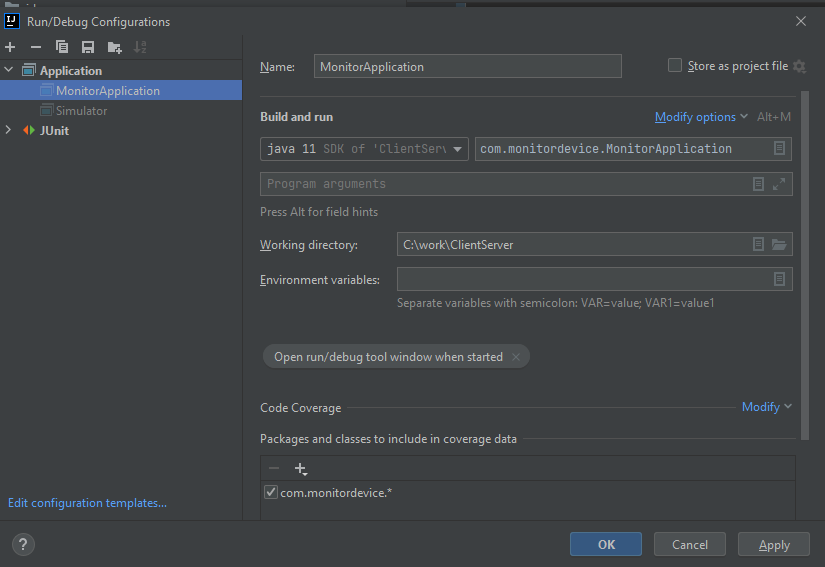 IJ
Run/Debug Configurations
Application
MonitorApplication
Simulator
JUnit
Edit configuration templates...
Name: MonitorApplication
Store as project file
Build and run
Modify options Alt+M
java 11 SDK of 'ClientServ
com.monitordevice.MonitorApplication
Program arguments
Press Alt for field hints
Working directory: C:\work\ClientServer
Environment variables:
Separate variables with semicolon: VAR=value; VAR1=value1
Open run/debug tool window when started
Code Coverage
Modify
Packages and classes to include in coverage data
com.monitordevice.*
?
OK
Cancel
Apply